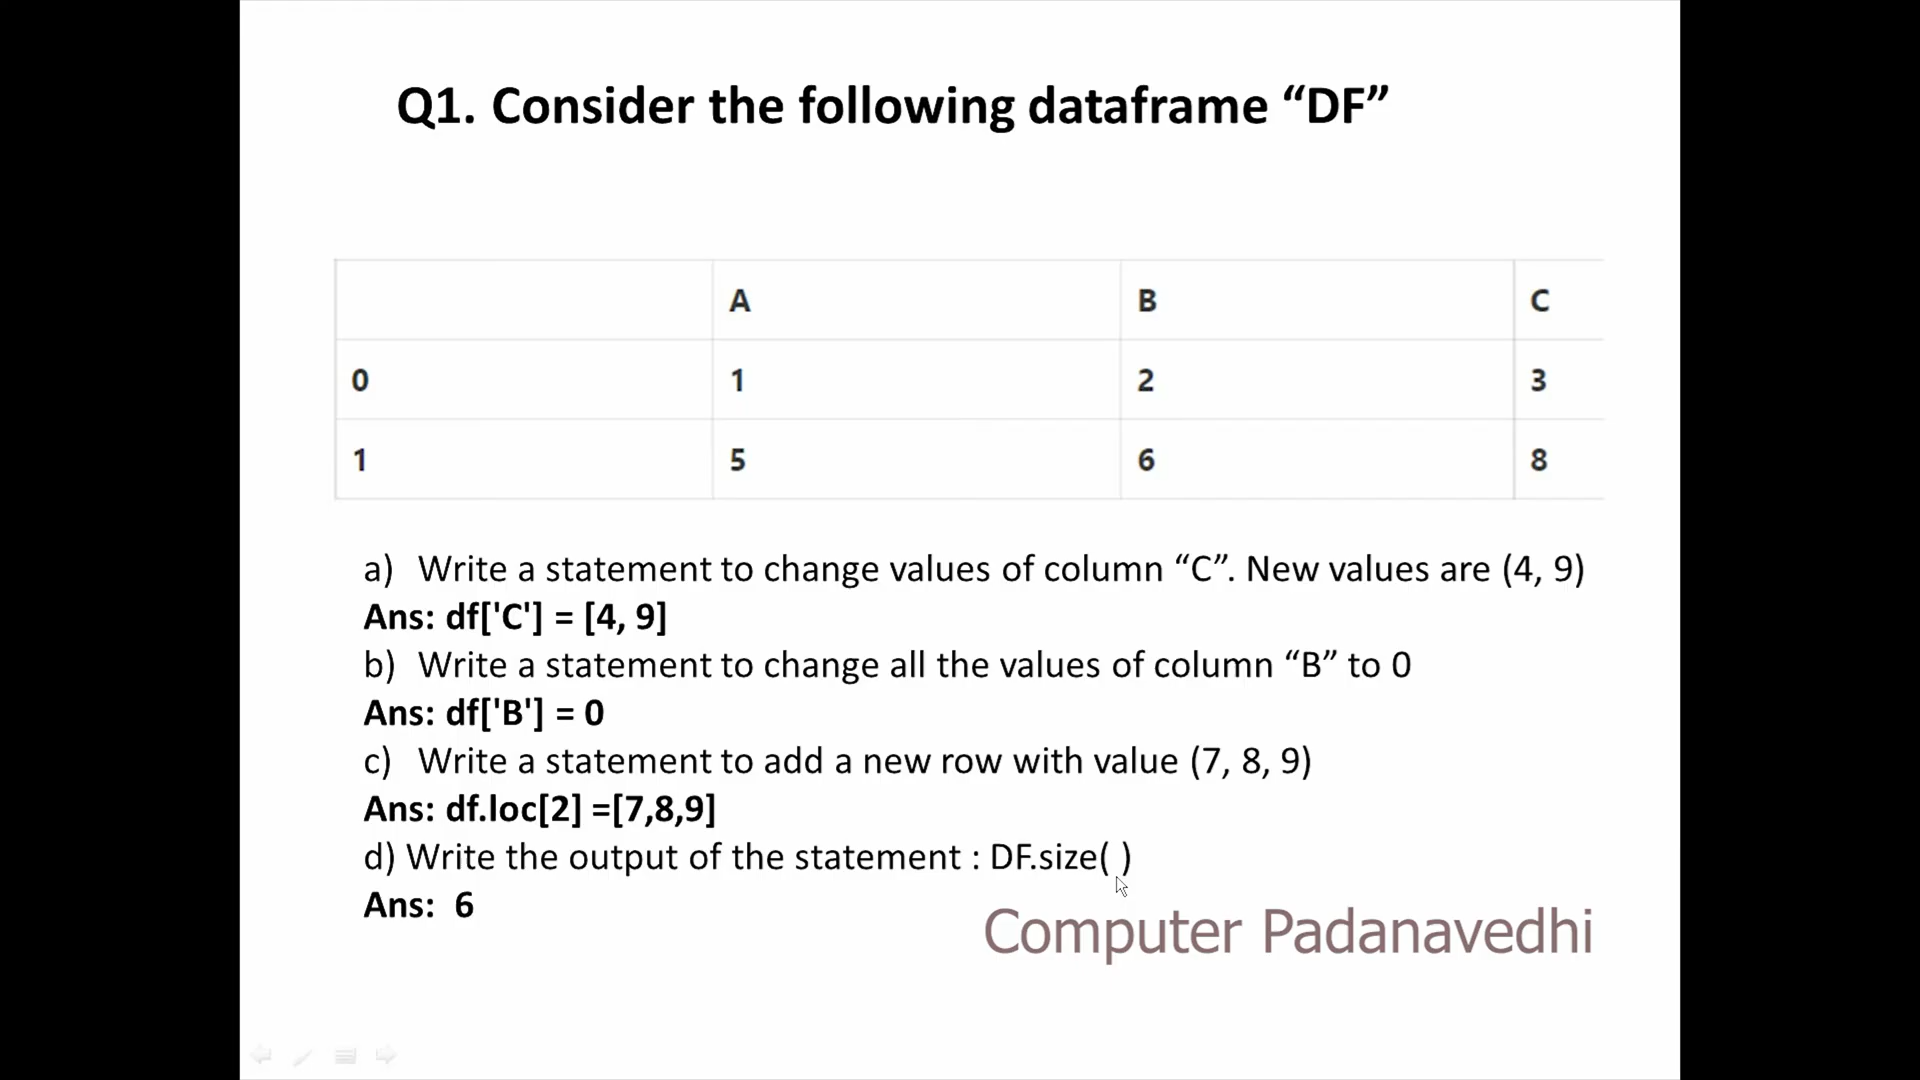 Q1. Consider the following dataframe “DF”
A B C
0 1 2 3
1 5 6 8
a) Write a statement to change values of column “C”. New values are (4, 9)
Ans: df['C'] = [4, 9]
b) Write a statement to change all the values of column “B” to 0
Ans: df['B'] = 0
c) Write a statement to add a new row with value (7, 8, 9)
Ans: df.loc[2] =[7,8,9]
d) Write the output of the statement : DF.size( )
Ans: 6
Computer Padanavedhi